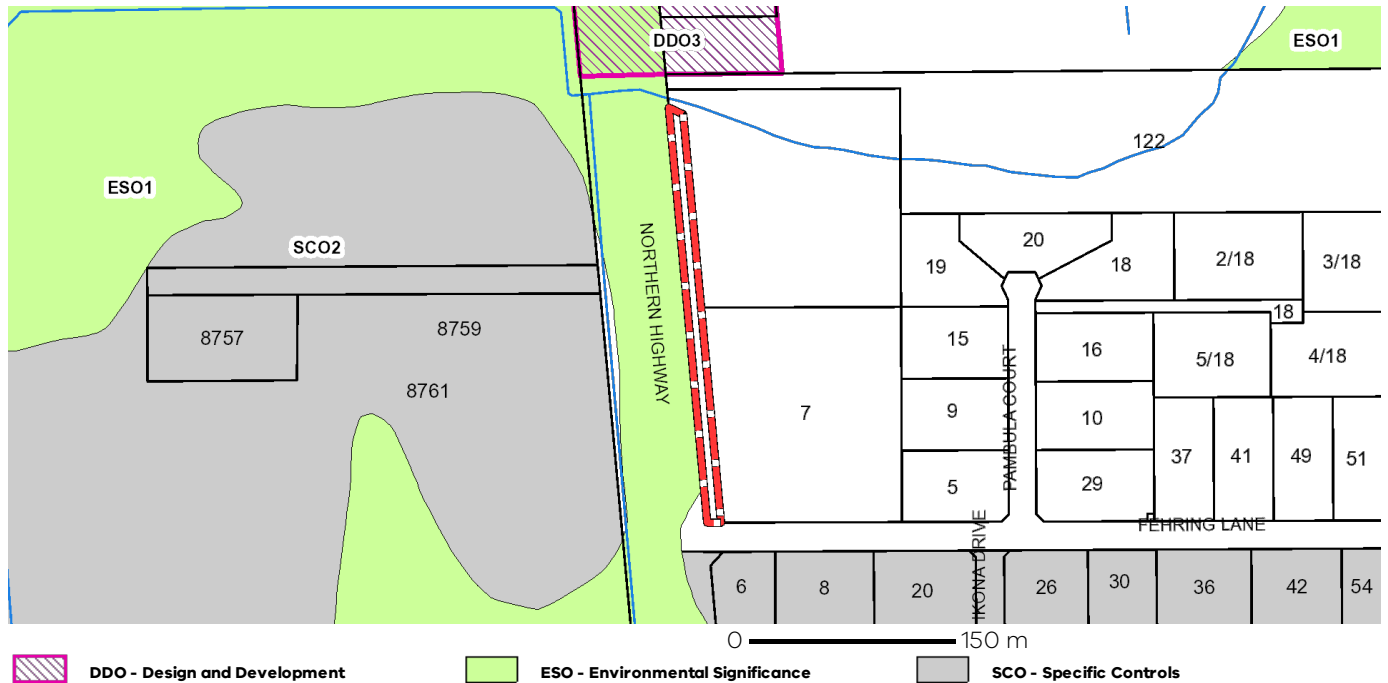 DDO3
ESO1
122
ESO1
SCO2
NORTHERN HIGHWAY
19
20
18
2/18
3/18
18
8757
8759
8761
15
16
5/18
4/18
7
9
PAMBULA COURT
10
37
41
49
51
5
29
IKONA DRIVE
FEHRING LANE
6
8
20
26
30
36
42
54
0 150 m
DDO - Design and Development
ESO - Environmental Significance
SCO - Specific Controls